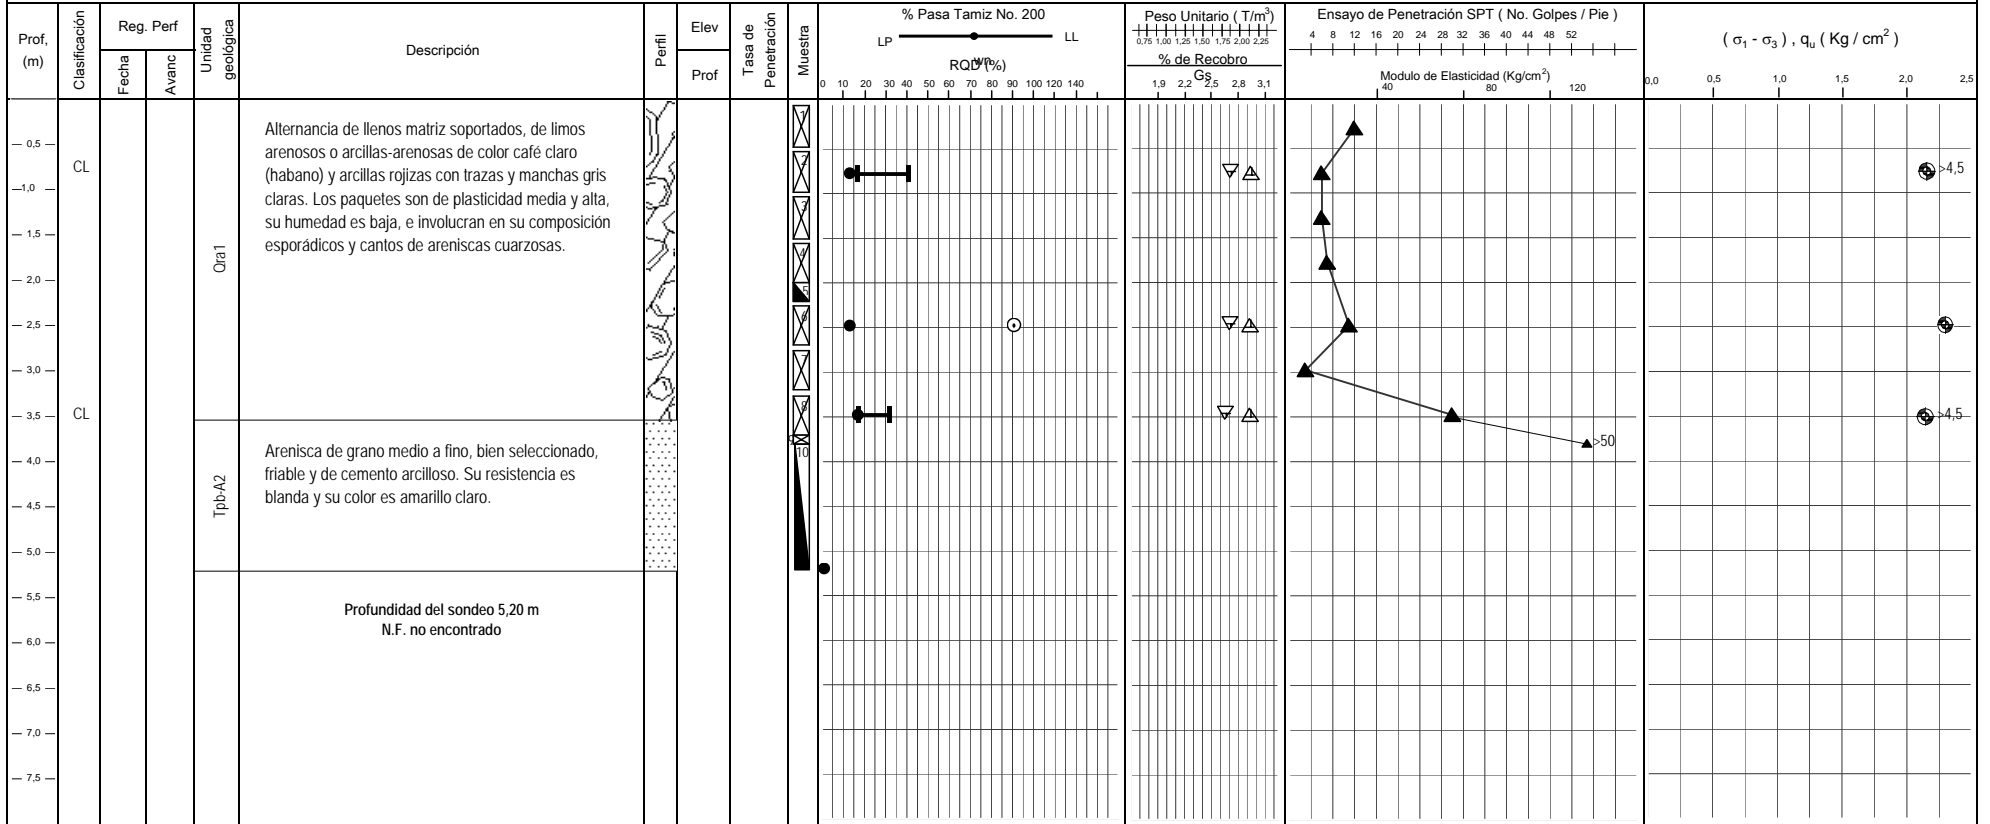 Prof, (m)
Clasificación
Reg. Perf
Fecha
Avanc
Unidad geológica
Descripción
Perfil
Elev
Prof
Tasa de Penetración
Muestra
% Pasa Tamiz No. 200
LP LL
wn
RQD (%)
0 10 20 30 40 50 60 70 80 90 100 120 140
Peso Unitario ( T/m3)
0,75 1,00 1,25 1,50 1,75 2,00 2,25
% de Recobro
Gs
1,9 2,2 2,5 2,8 3,1
Ensayo de Penetración SPT ( No. Golpes / Pie )
4 8 12 16 20 24 28 32 36 40 44 48 52
Modulo de Elasticidad (Kg/cm2)
40 80 120
( σ1 - σ3 ) , qu ( Kg / cm2 )
0,0 0,5 1,0 1,5 2,0 2,5
0,5
1,0
1,5
2,0
2,5
3,0
3,5
4,0
4,5
5,0
5,5
6,0
6,5
7,0
7,5
CL
CL
Qra1
Alternancia de llenos matriz soportados, de limos
arenosos o arcillas-arenosas de color café claro
(habano) y arcillas rojizas con trazas y manchas gris
claras. Los paquetes son de plasticidad media y alta,
su humedad es baja, e involucran en su composición
esporádicos y cantos de areniscas cuarzosas.
Tpb-A2
Arenisca de grano medio a fino, bien seleccionado,
friable y de cemento arcilloso. Su resistencia es
blanda y su color es amarillo claro.
Profundidad del sondeo 5,20 m
N.F. no encontrado
1
2
3
4
5
6
7
8
9
10
>50
>4,5
>4,5